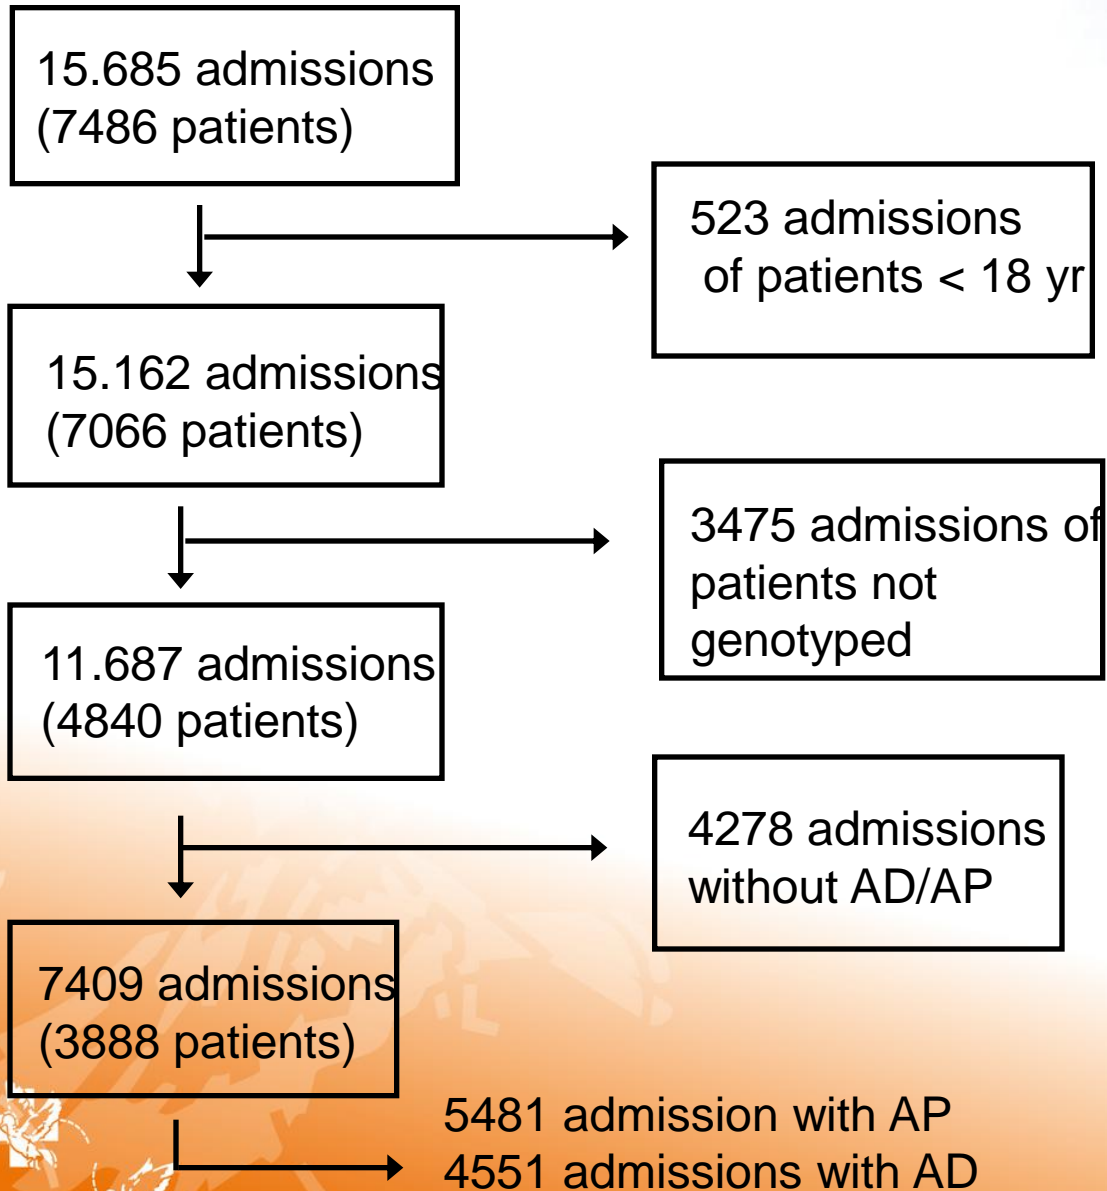 15.685 admissions
(7486 patients)
523 admissions
of patients < 18 yr
15.162 admissions
(7066 patients)
3475 admissions of
patients not
genotyped
11.687 admissions
(4840 patients)
4278 admissions
without AD/AP
7409 admissions
(3888 patients)
5481 admission with AP
4551 admissions with AD